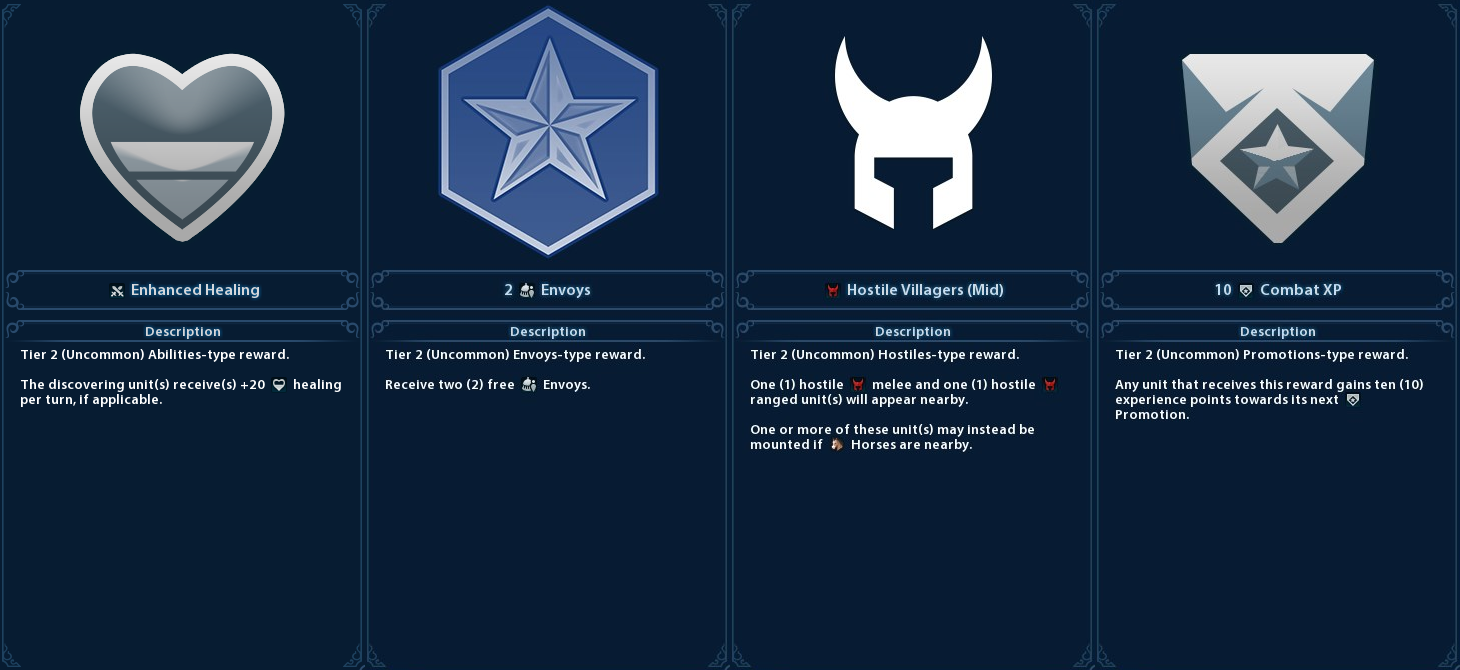 Enhanced Healing
Description
Tier 2 (Uncommon) Abilities-type reward.
The discovering unit(s) receive(s) +20 healing
per turn, if applicable.
2 Envoys
Description
Tier 2 (Uncommon) Envoys-type reward.
Receive two (2) free Envoys.
Hostile Villagers (Mid)
Description
Tier 2 (Uncommon) Hostiles-type reward.
One (1) hostile melee and one (1) hostile
ranged unit(s) will appear nearby.
One or more of these unit(s) may instead be
mounted if Horses are nearby.
10 Combat XP
Description
Tier 2 (Uncommon) Promotions-type reward.
Any unit that receives this reward gains ten (10)
experience points towards its next
Promotion.